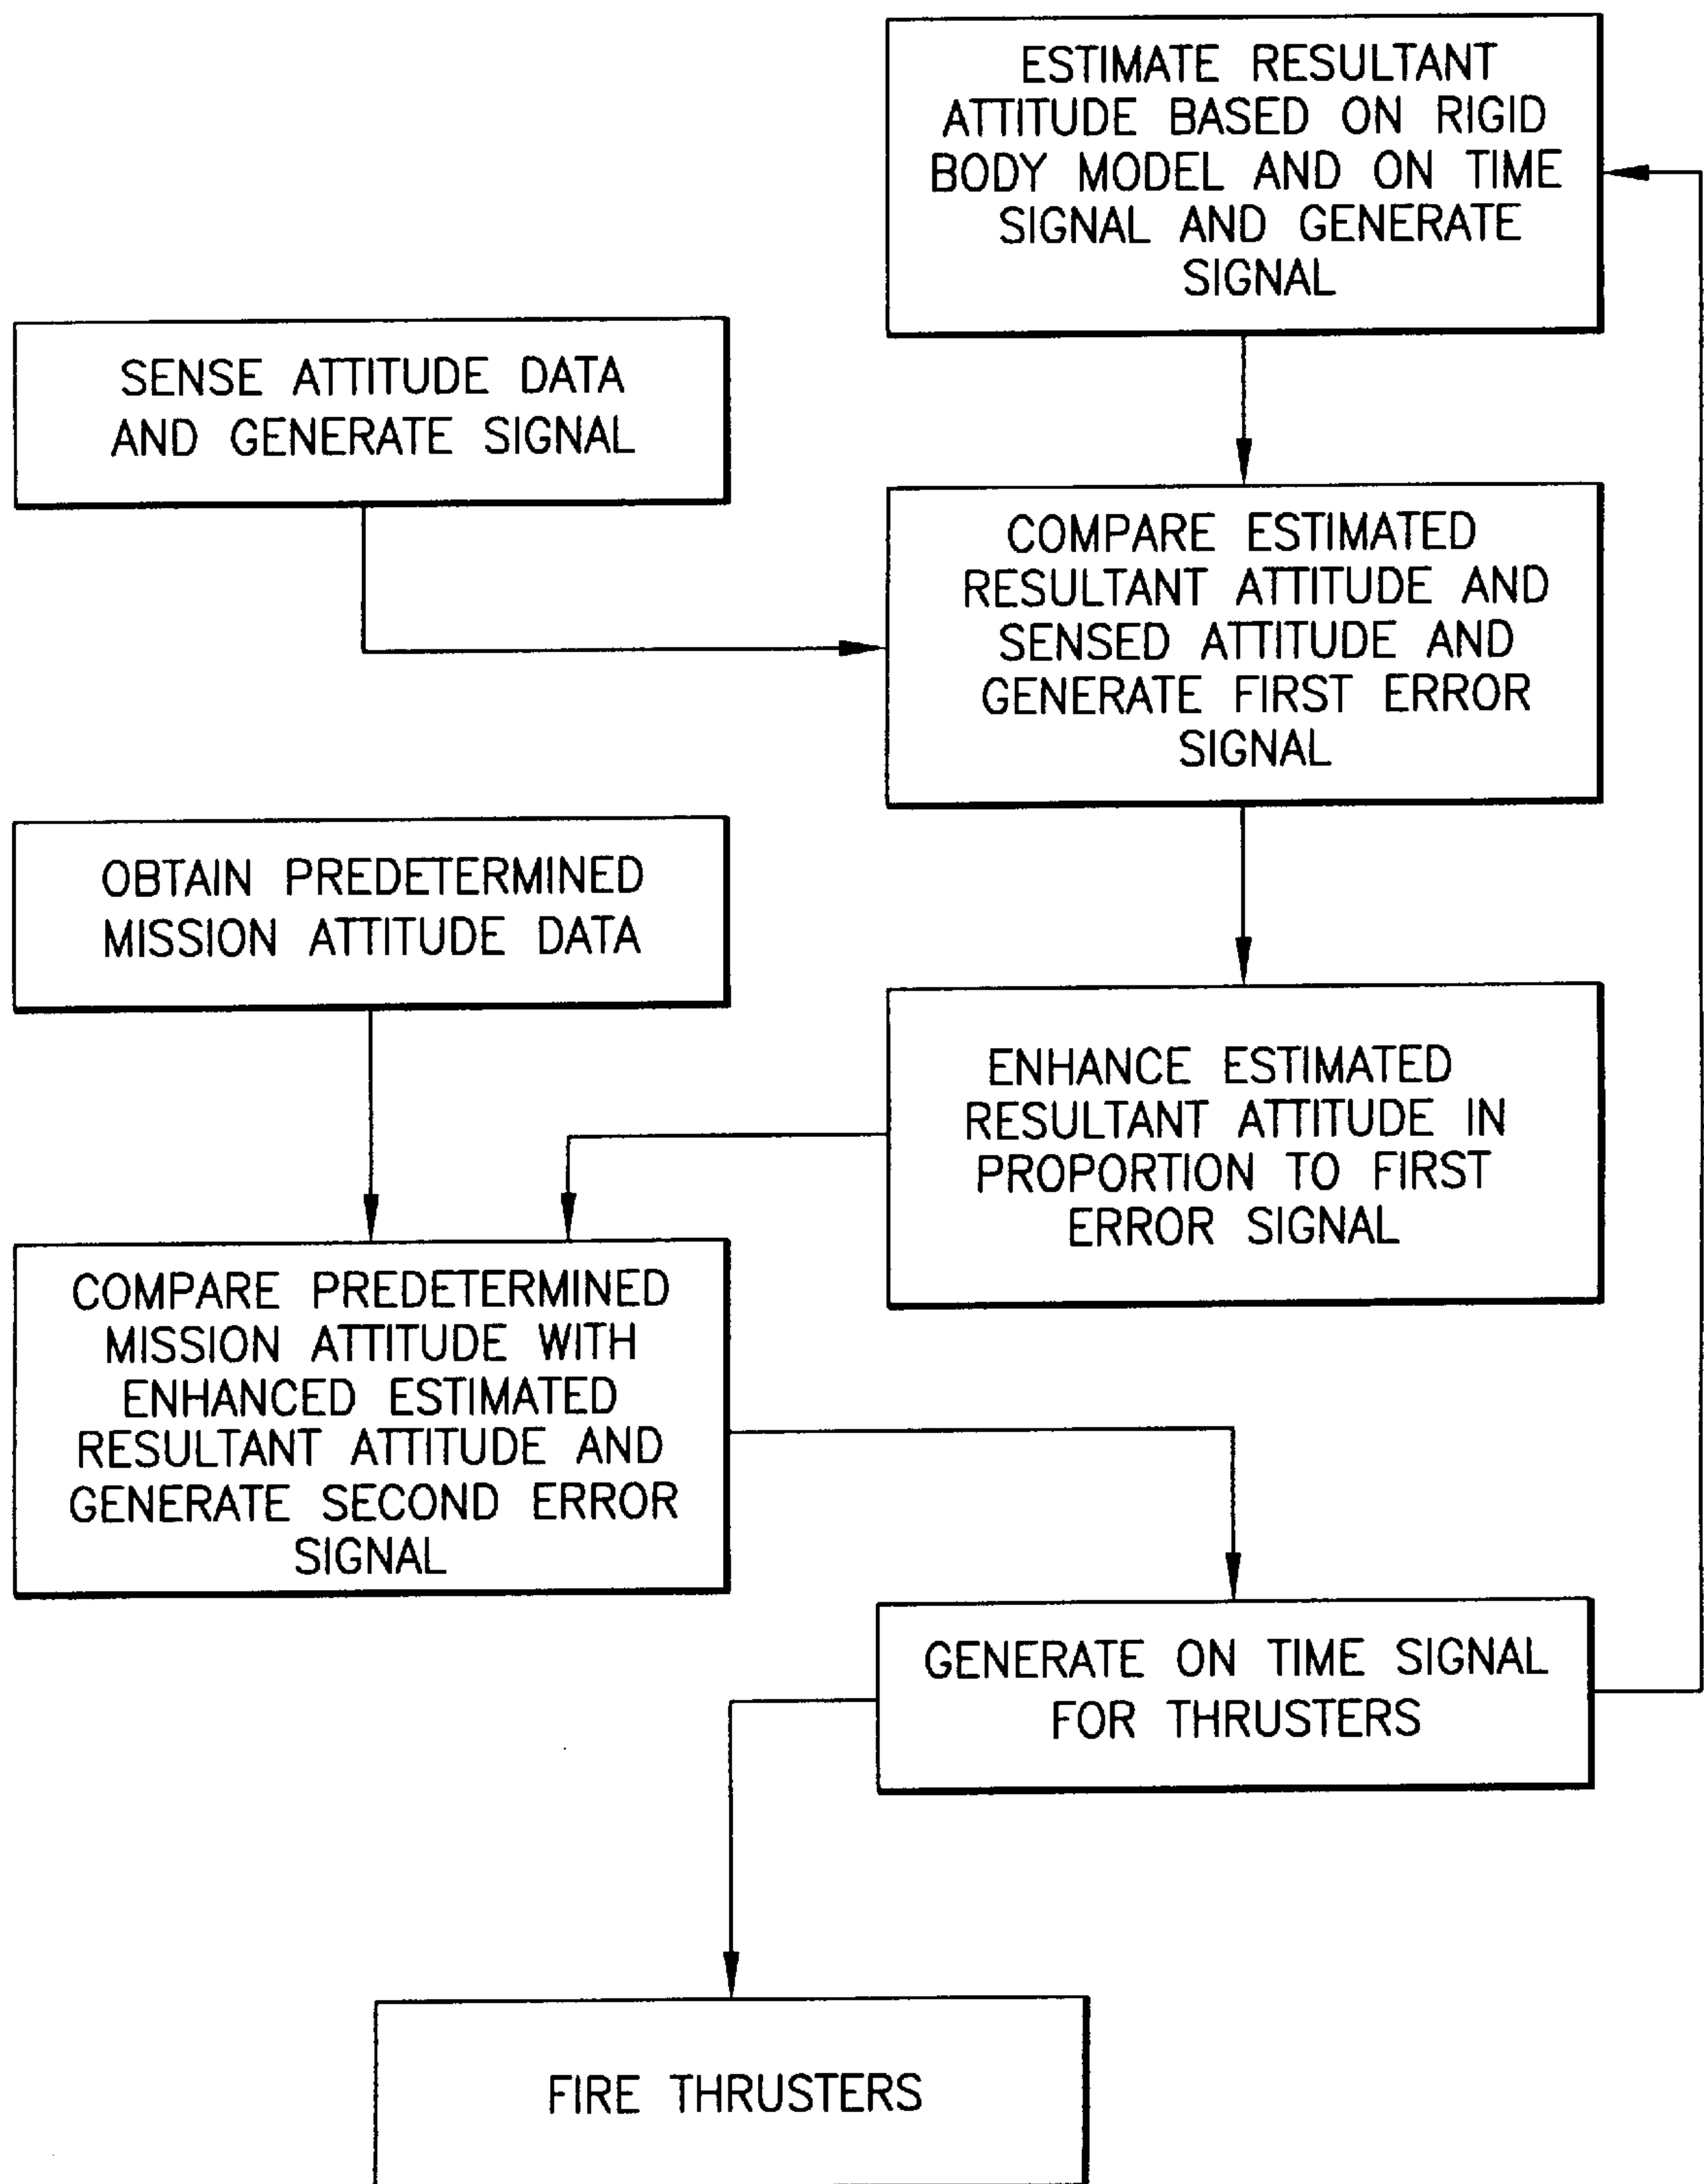 ESTIMATE RESULTANT
ATTITUDE BASED ON RIGID
BODY MODEL AND ON TIME
SIGNAL AND GENERATE
SIGNAL
SENSE ATTITUDE DATA
AND GENERATE SIGNAL
COMPARE ESTIMATED
RESULTANT ATTITUDE AND
SENSED ATTITUDE AND
GENERATE FIRST ERROR
SIGNAL
OBTAIN PREDETERMINED
MISSION ATTITUDE DATA
ENHANCE ESTIMATED
RESULTANT ATTITUDE IN
PROPORTION TO FIRST
ERROR SIGNAL
COMPARE PREDETERMINED
MISSION ATTITUDE WITH
ENHANCED ESTIMATED
RESULTANT ATTITUDE AND
GENERATE SECOND ERROR
SIGNAL
GENERATE ON TIME SIGNAL
FOR THRUSTERS
FIRE THRUSTERS